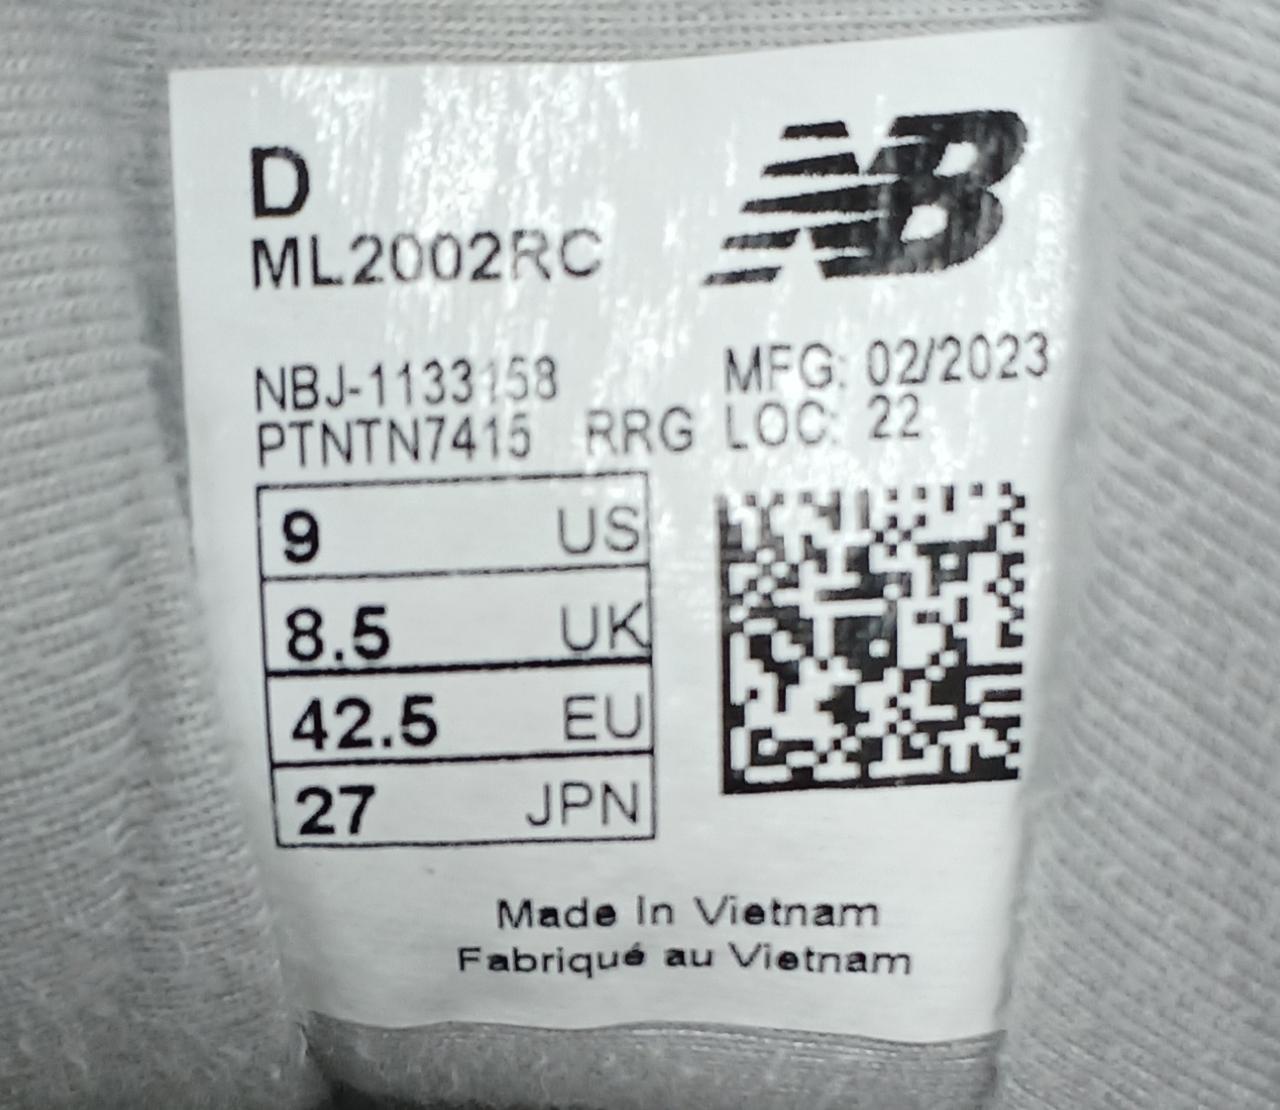 D
NB
ML2002RC
NBJ-1133158
MFG: 02/2023
PTNTN7415 RRG LOC: 22
9 US
8.5 UK
42.5 EU
27 JPN
Made In Vietnam
Fabriqué au Vietnam